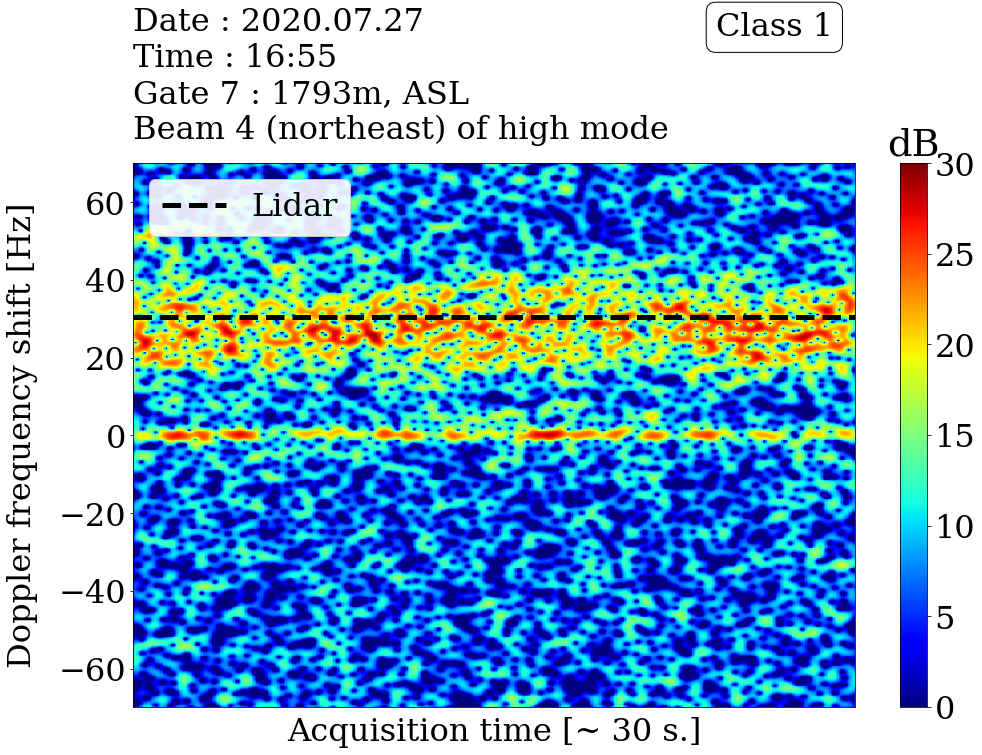 Date : 2020.07.27
Time : 16:55
Gate 7 : 1793m, ASL
Beam 4 (northeast) of high mode
Class 1
dB
Lidar
Doppler frequency shift [Hz]
60
40
20
0
−20
−40
−60
30
25
20
15
10
5
0
Acquisition time [~ 30 s.]